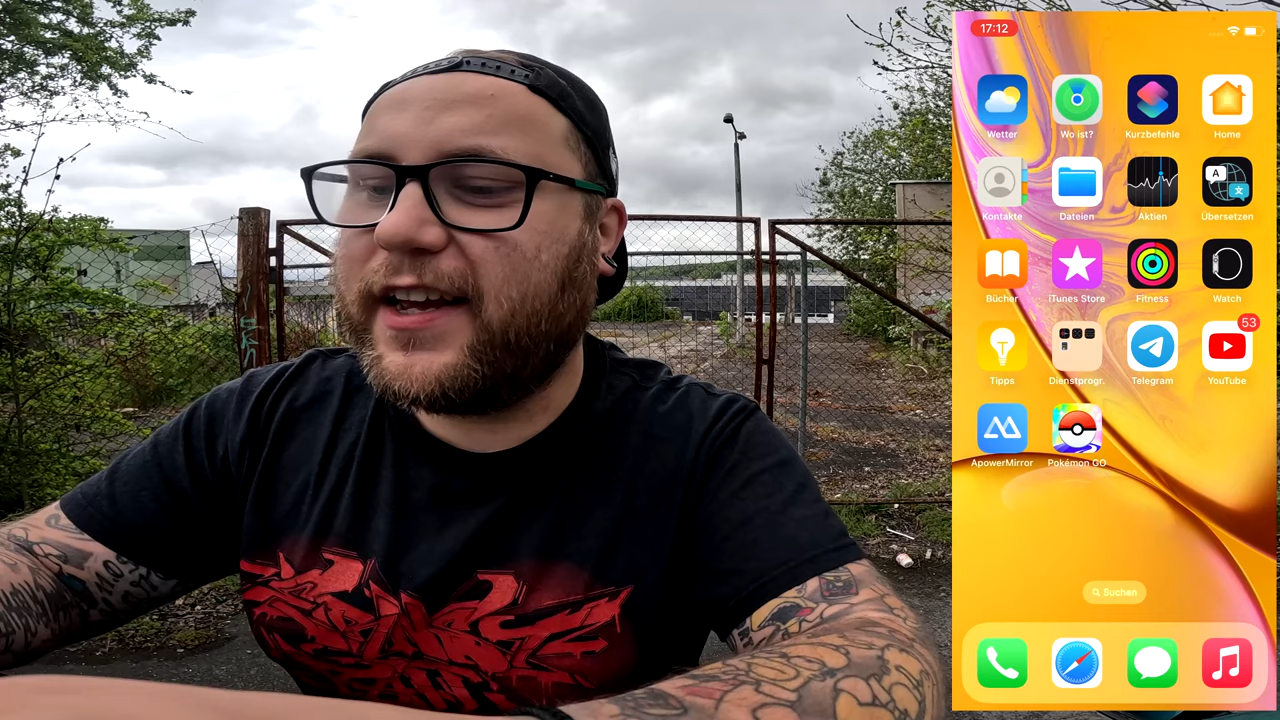 17:12
Wetter
Wo ist?
Kurzbefehle
Home
Kontakte
Dateien
Aktien
Übersetzen
Bücher
iTunes Store
Fitness
Watch
53
Tipps
Dienstprogr.
Telegram
YouTube
ApowerMirror
Pokémon GO
Suchen